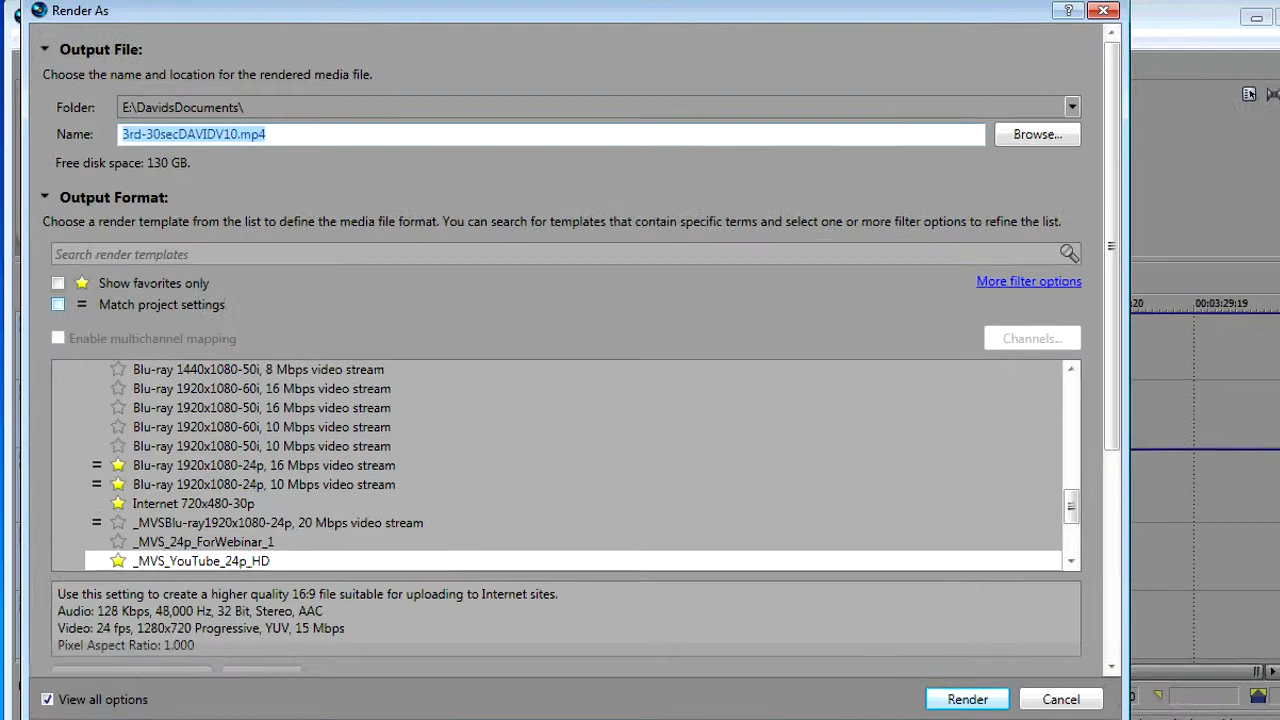 Render As
Output File:
Choose the name and location for the rendered media file.
Folder: E:\DavidsDocuments\
Name: 3rd-30secDAVIDV10.mp4 Browse...
Free disk space: 130 GB.
Output Format:
Choose a render template from the list to define the media file format. You can search for templates that contain specific terms and select one or more filter options to refine the list.
Search render templates
Show favorites only More filter options
= Match project settings
:20 00:03:29:19
Enable multichannel mapping Channels...
Blu-ray 1440x1080-50i, 8 Mbps video stream
Blu-ray 1920x1080-60i, 16 Mbps video stream
Blu-ray 1920x1080-50i, 16 Mbps video stream
Blu-ray 1920x1080-60i, 10 Mbps video stream
Blu-ray 1920x1080-50i, 10 Mbps video stream
= Blu-ray 1920x1080-24p, 16 Mbps video stream
= Blu-ray 1920x1080-24p, 10 Mbps video stream
Internet 720x480-30p
= _MVSBlu-ray1920x1080-24p, 20 Mbps video stream
_MVS_24p_ForWebinar_1
_MVS_YouTube_24p_HD
Use this setting to create a higher quality 16:9 file suitable for uploading to Internet sites.
Audio: 128 Kbps, 48,000 Hz, 32 Bit, Stereo, AAC
Video: 24 fps, 1280x720 Progressive, YUV, 15 Mbps
Pixel Aspect Ratio: 1.000
View all options Render Cancel